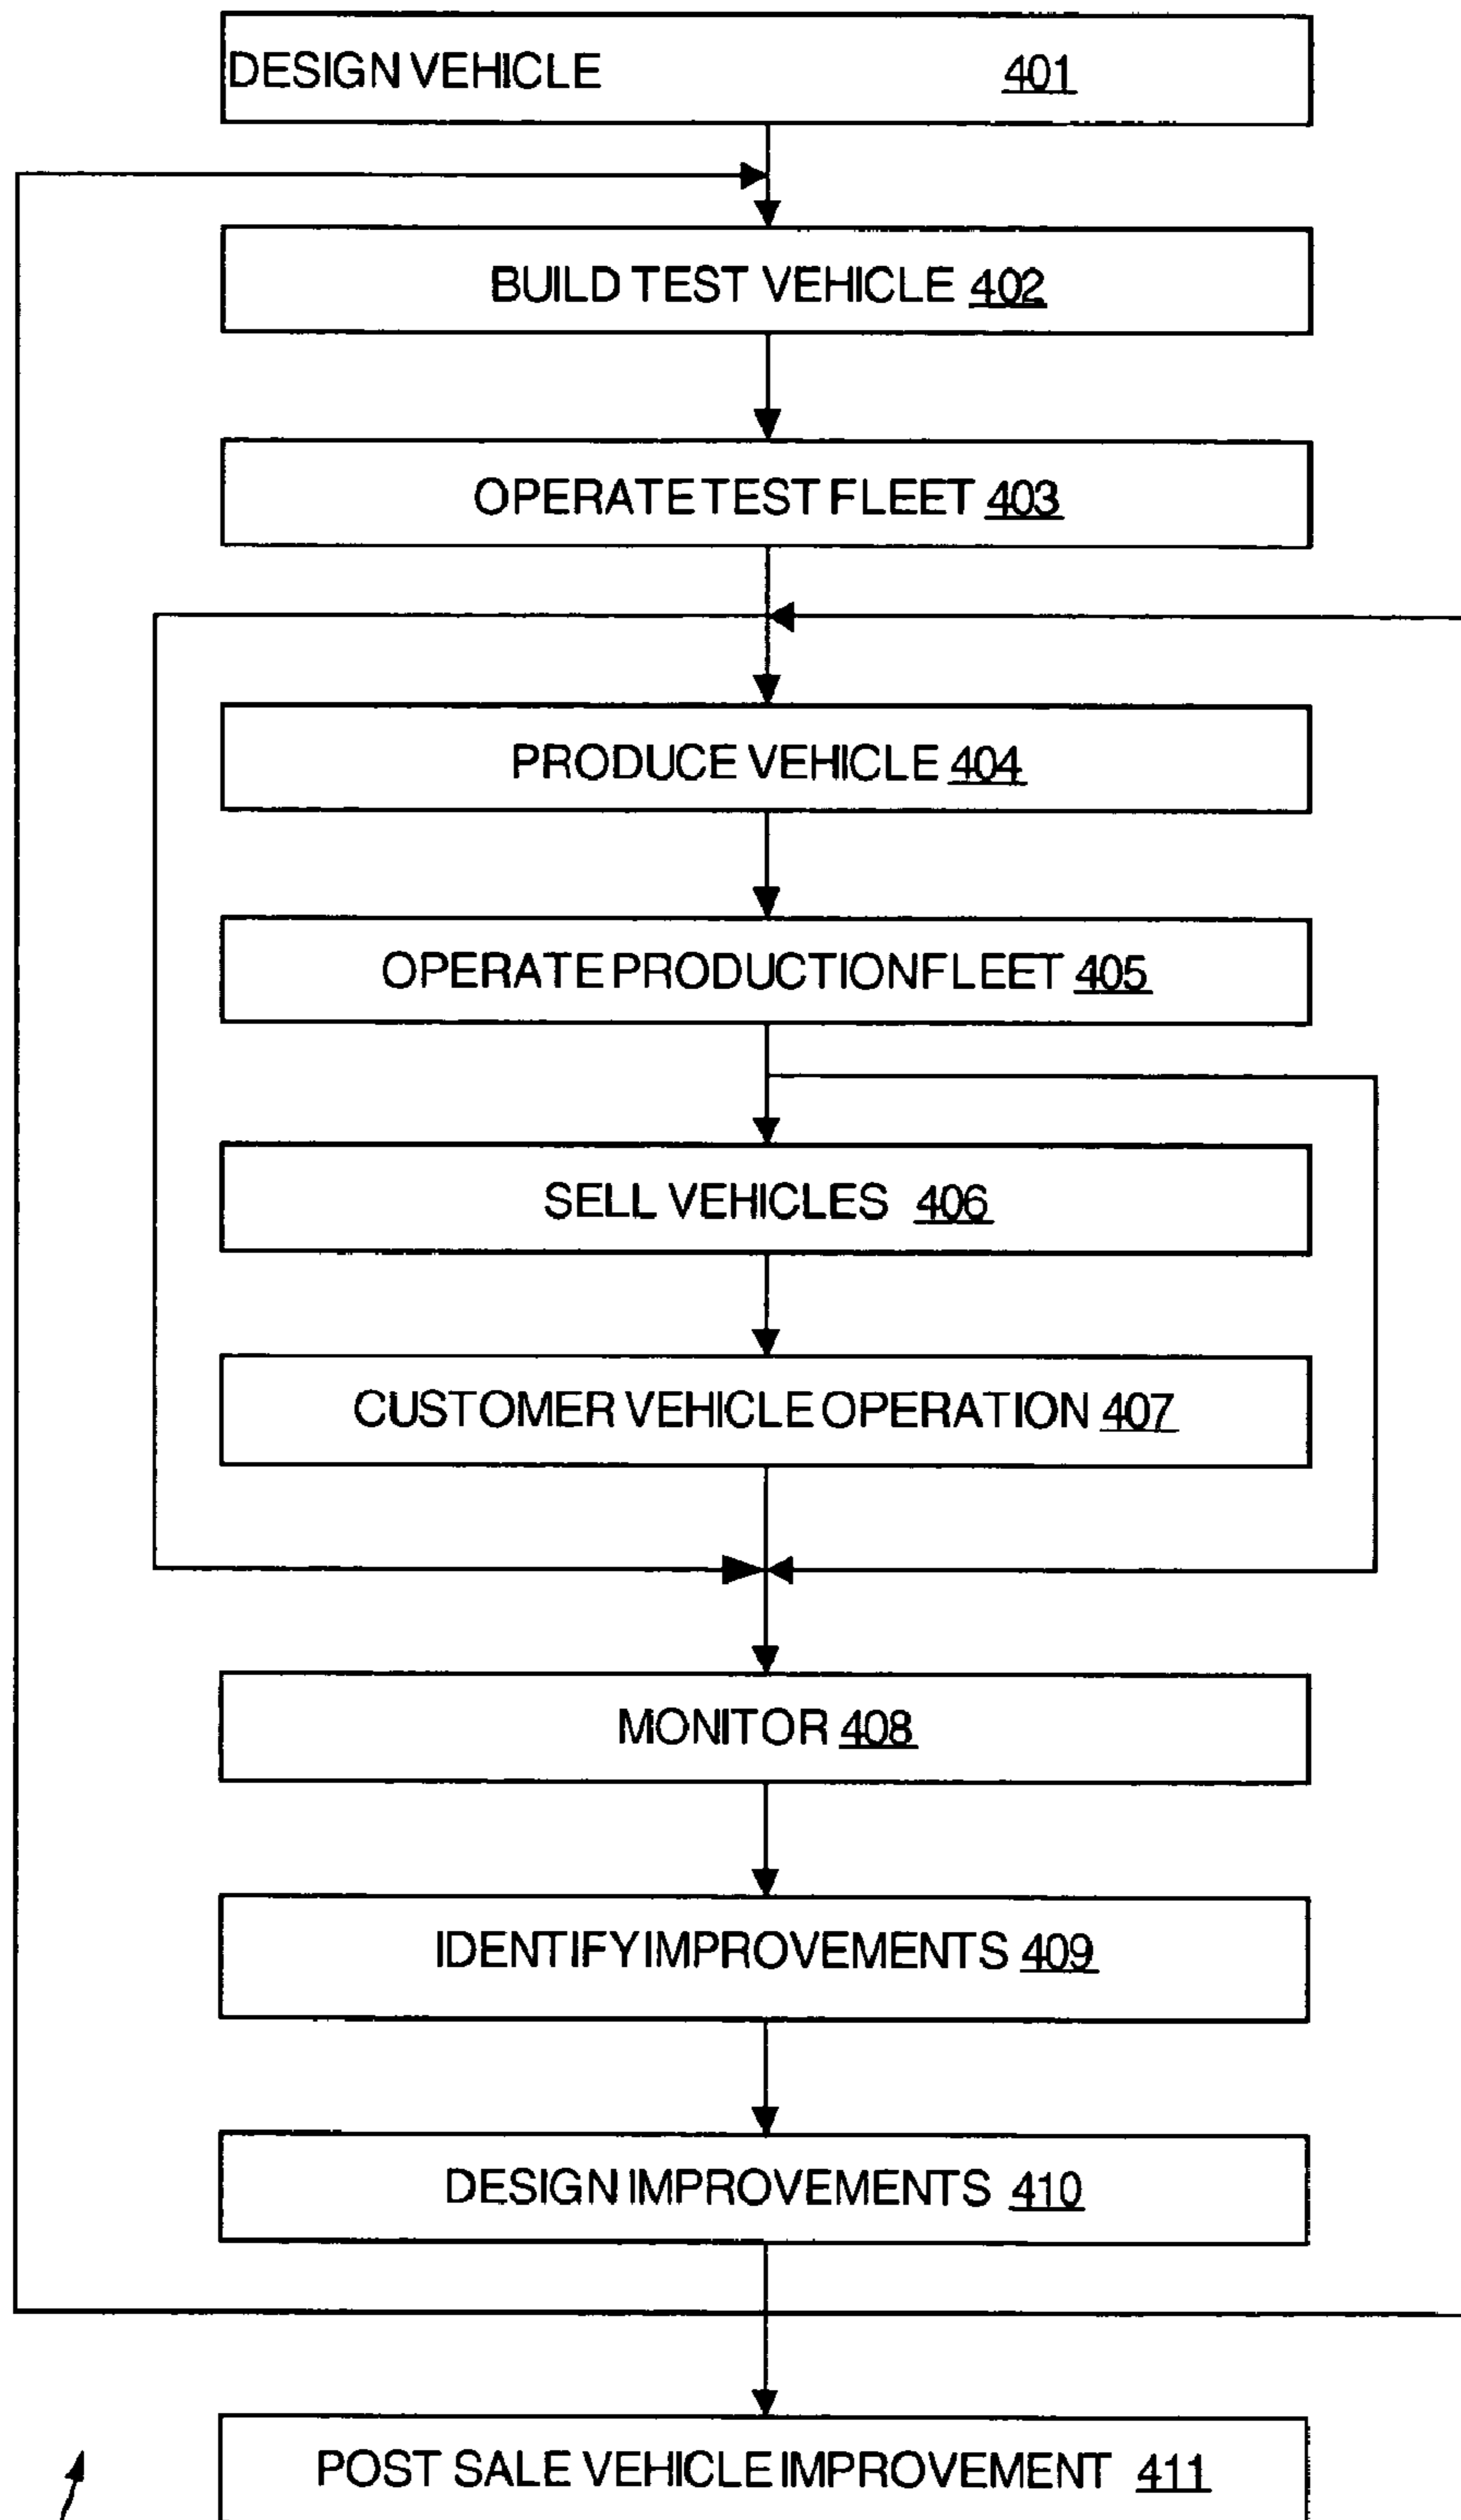 DESIGN VEHICLE 401
BUILD TEST VEHICLE 402
OPERATE TEST FLEET 403
PRODUCE VEHICLE 404
OPERATE PRODUCTION FLEET 405
SELL VEHICLES 406
CUSTOMER VEHICLE OPERATION 407
MONITOR 408
IDENTIFY IMPROVEMENTS 409
DESIGN IMPROVEMENTS 410
POST SALE VEHICLE IMPROVEMENT 411